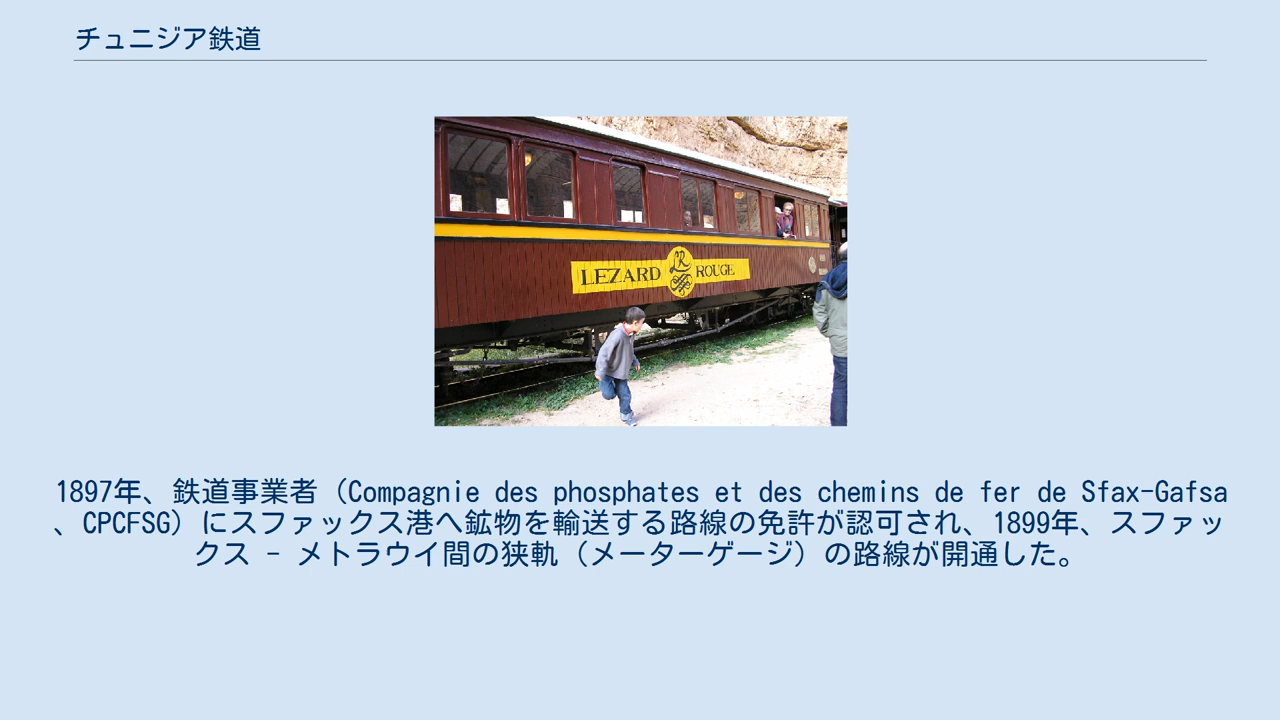 チュニジア鉄道
LEZARD LR ROUGE
1897年、鉄道事業者（Compagnie des phosphates et des chemins de fer de Sfax-Gafsa
、CPCFSG）にスファックス港へ鉱物を輸送する路線の免許が認可され、1899年、スファッ
クス - メトラウイ間の狭軌（メーターゲージ）の路線が開通した。